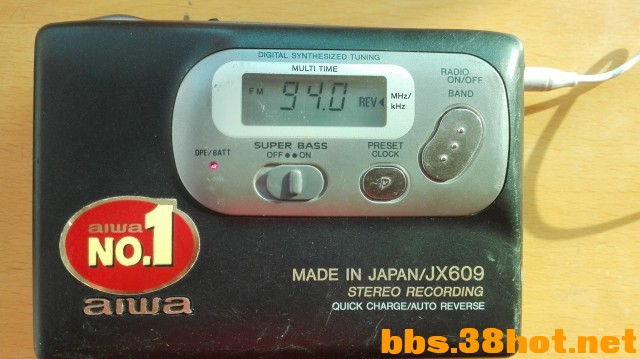 DIGITAL SYNTHESIZED TUNING
MULTI TIME
RADIO
ON/OFF
BAND
FM 94.0 REV
MHz/
kHz
OPE/BATT
SUPER BASS
OFF ●● ON
PRESET
CLOCK
aiwa
NO.1
aiwa
MADE IN JAPAN/JX609
STEREO RECORDING
QUICK CHARGE/AUTO REVERSE
bbs.38hot.net